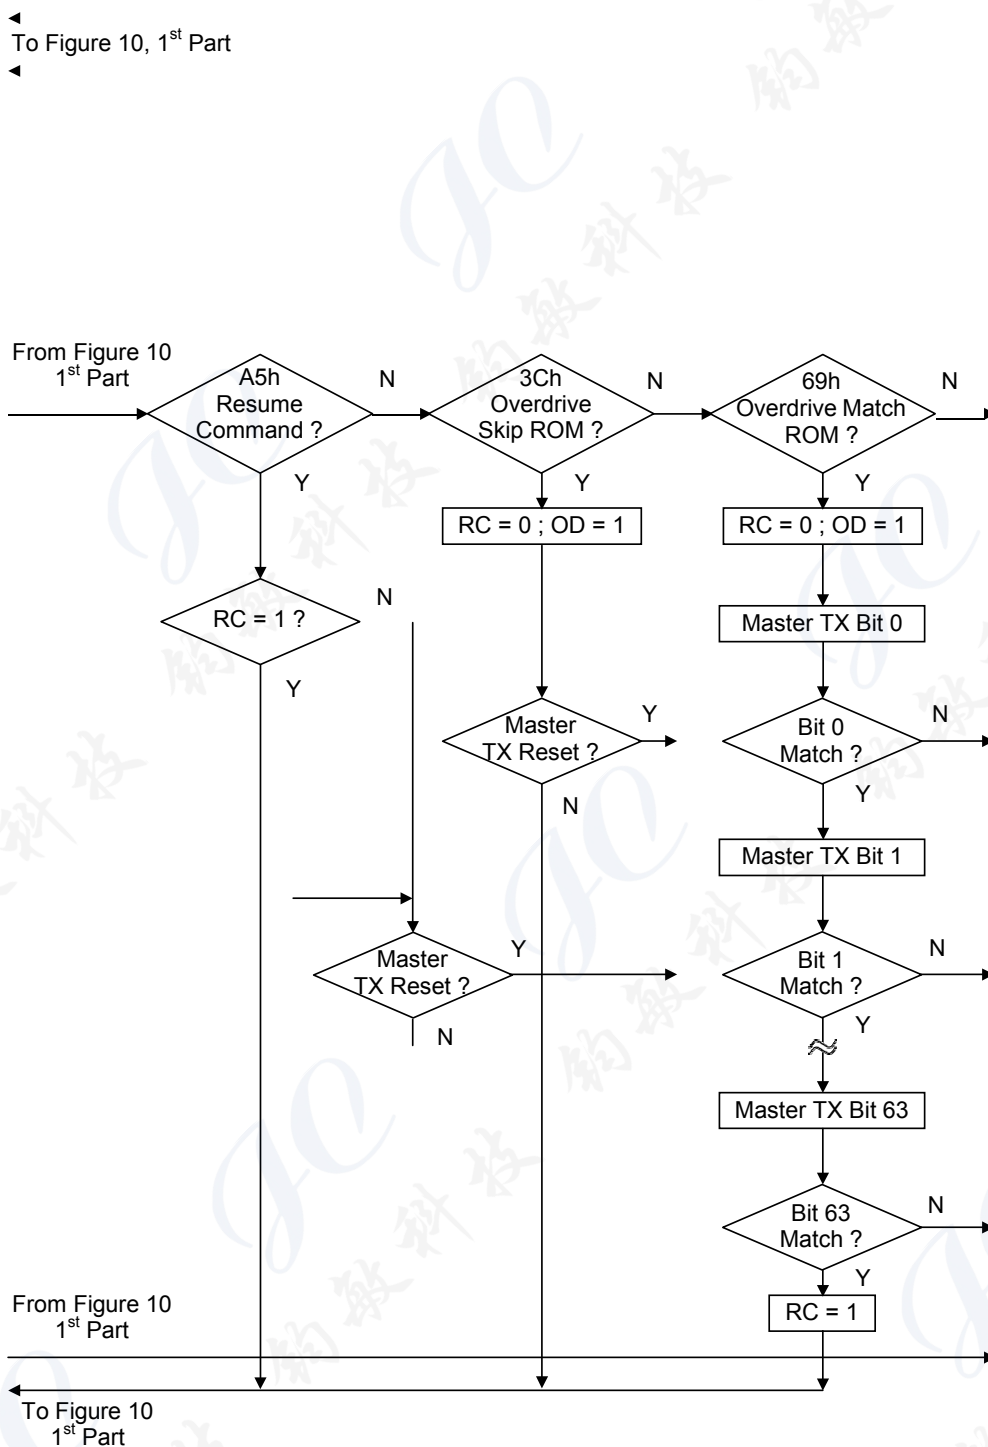 To Figure 10, 1st Part
From Figure 10
1st Part
A5h
Resume
Command ?
N
Y
3Ch
Overdrive
Skip ROM ?
N
Y
69h
Overdrive Match
ROM ?
N
Y
RC = 0 ; OD = 1
RC = 0 ; OD = 1
RC = 1 ?
N
Y
Master TX Bit 0
Master
TX Reset ?
Y
N
Bit 0
Match ?
N
Y
Master TX Bit 1
Master
TX Reset ?
Y
N
Bit 1
Match ?
N
Y
Master TX Bit 63
Bit 63
Match ?
N
Y
RC = 1
From Figure 10
1st Part
To Figure 10
1st Part